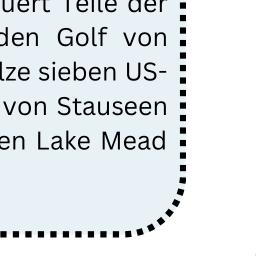 uert Teile der
den Golf von
lze sieben US-
von Stauseen
en Lake Mead